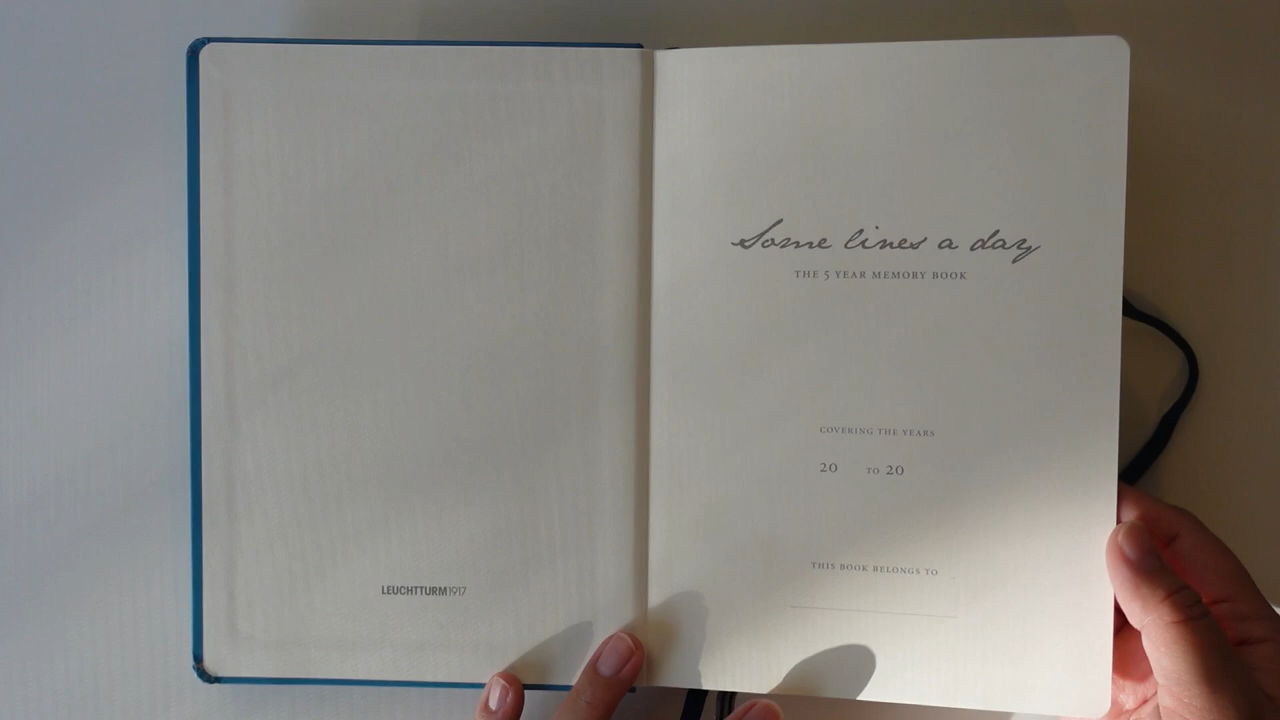 LEUCHTTURM1917
Some lines a day
THE 5 YEAR MEMORY BOOK
COVERING THE YEARS
20 TO 20
THIS BOOK BELONGS TO